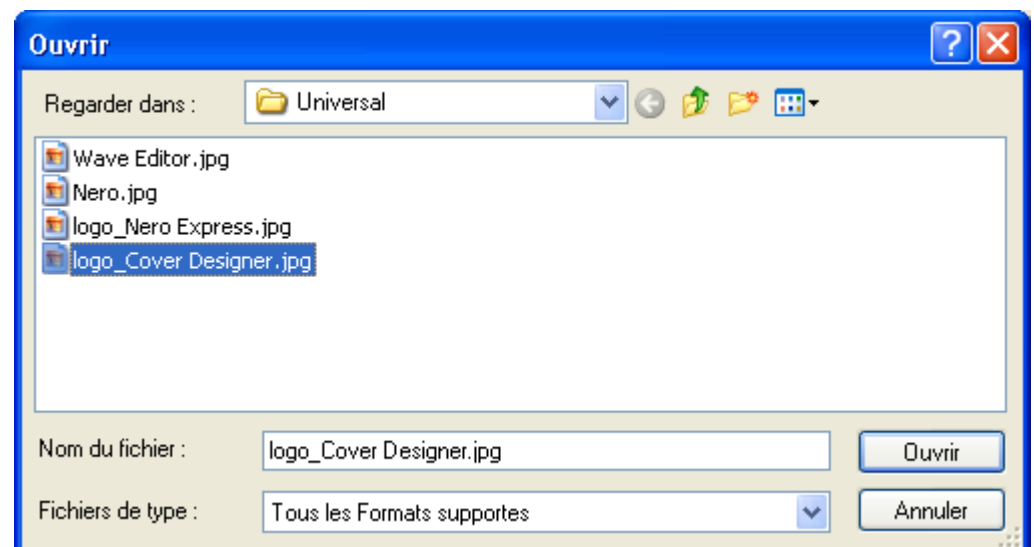 Ouvrir
Regarder dans :
Universal
Wave Editor.jpg
Nero.jpg
logo_Nero Express.jpg
logo_Cover Designer.jpg
Nom du fichier :
logo_Cover Designer.jpg
Ouvrir
Fichiers de type :
Tous les Formats supportes
Annuler